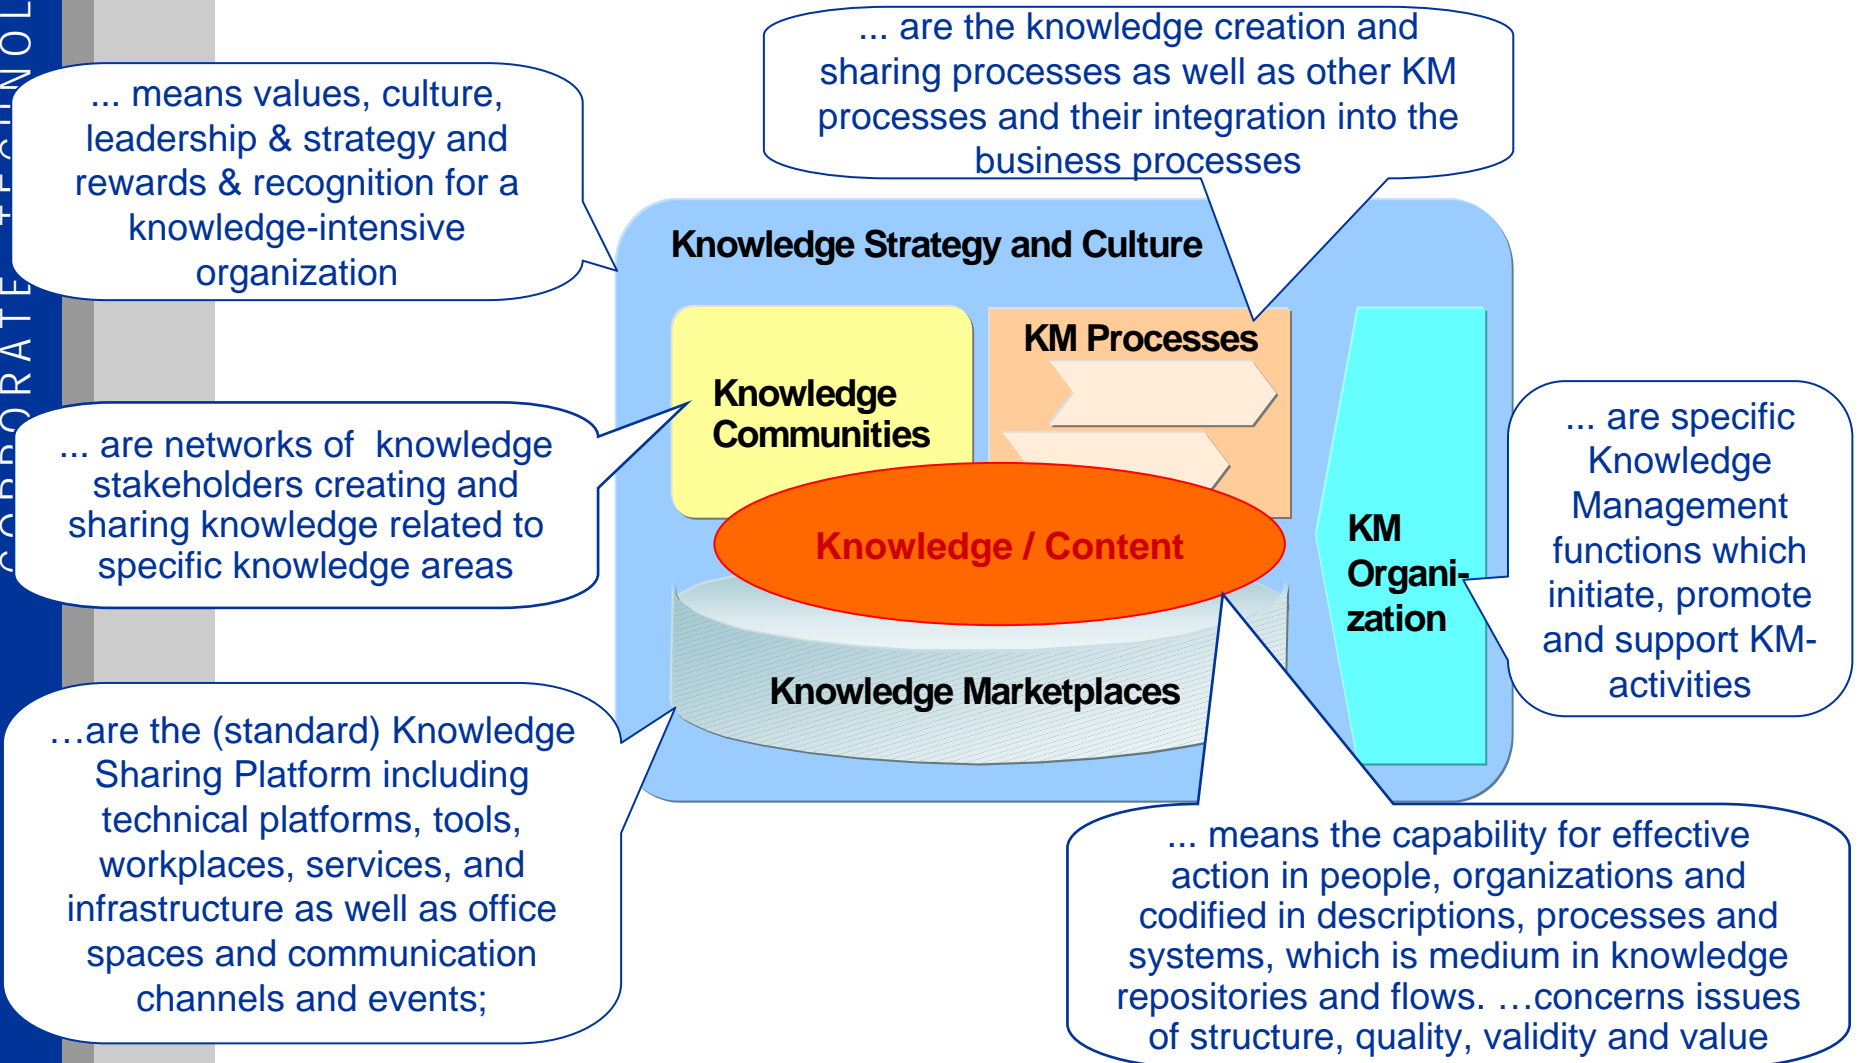 ... are the knowledge creation and
sharing processes as well as other KM
processes and their integration into the
business processes
... means values, culture,
leadership & strategy and
rewards & recognition for a
knowledge-intensive
organization
Knowledge Strategy and Culture
KM Processes
Knowledge
Communities
... are networks of knowledge
stakeholders creating and
sharing knowledge related to
specific knowledge areas
... are specific
Knowledge
Management
functions which
initiate, promote
and support KM-
activities
Knowledge / Content
KM
Organi-
zation
Knowledge Marketplaces
…are the (standard) Knowledge
Sharing Platform including
technical platforms, tools,
workplaces, services, and
infrastructure as well as office
spaces and communication
channels and events;
... means the capability for effective
action in people, organizations and
codified in descriptions, processes and
systems, which is medium in knowledge
repositories and flows. …concerns issues
of structure, quality, validity and value